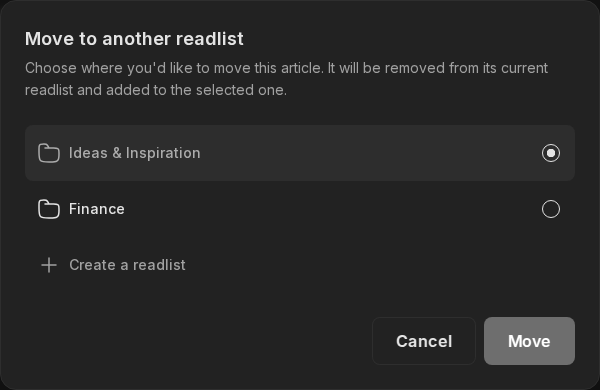 Move to another readlist
Choose where you'd like to move this article. It will be removed from its current
readlist and added to the selected one.
Ideas & Inspiration
Finance
Create a readlist
Cancel Move